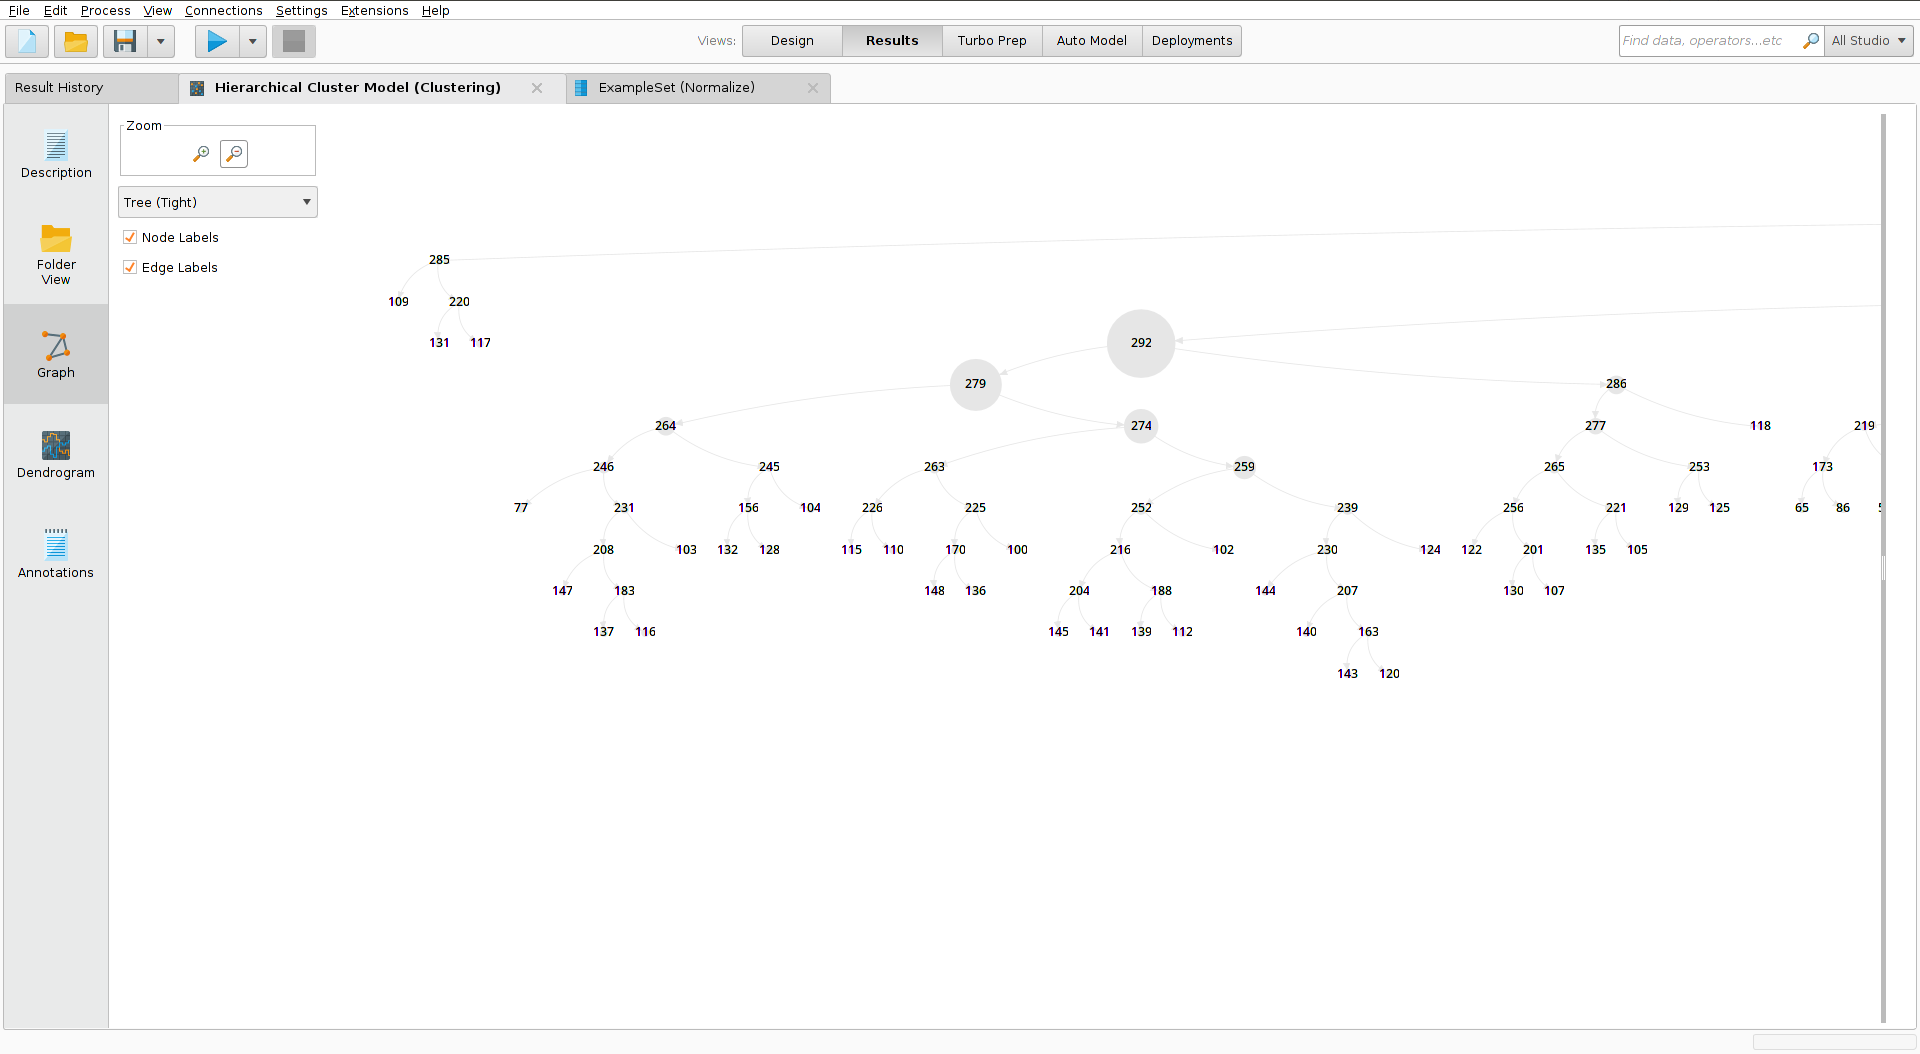 File Edit Process View Connections Settings Extensions Help
Views: Design Results Turbo Prep Auto Model Deployments
Find data, operators...etc All Studio
Result History Hierarchical Cluster Model (Clustering) ExampleSet (Normalize)
Description
Folder
View
Graph
Dendrogram
Annotations
Zoom
Tree (Tight)
Node Labels
Edge Labels
285
109 220
131 117 292
279 286
264 274 277 118 219
246 245 263 259 265 253 173
77 231 156 104 226 225 252 239 256 221 129 125 65 86
208 103 132 128 115 110 170 100 216 102 230 124 122 201 135 105
147 183 148 136 204 188 144 207 130 107
137 116 145 141 139 112 140 163
143 120